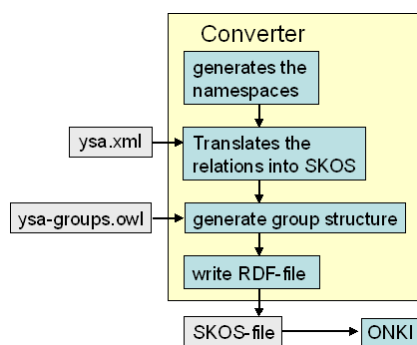 Converter
generates the
namespaces
ysa.xml
Translates the
relations into SKOS
ysa-groups.owl
generate group structure
write RDF-file
SKOS-file
ONKI